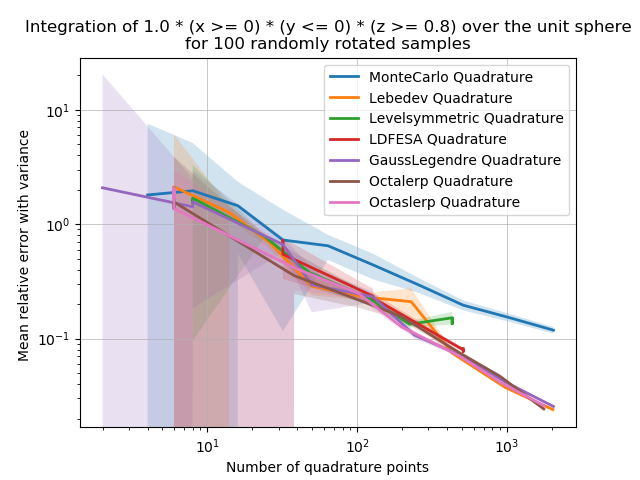 Integration of 1.0 * (x >= 0) * (y <= 0) * (z >= 0.8) over the unit sphere
for 100 randomly rotated samples
MonteCarlo Quadrature
Lebedev Quadrature
Levelsymmetric Quadrature
LDFESA Quadrature
GaussLegendre Quadrature
Octalerp Quadrature
Octaslerp Quadrature
Mean relative error with variance
10¹
10⁰
10⁻¹
10¹
10²
10³
Number of quadrature points